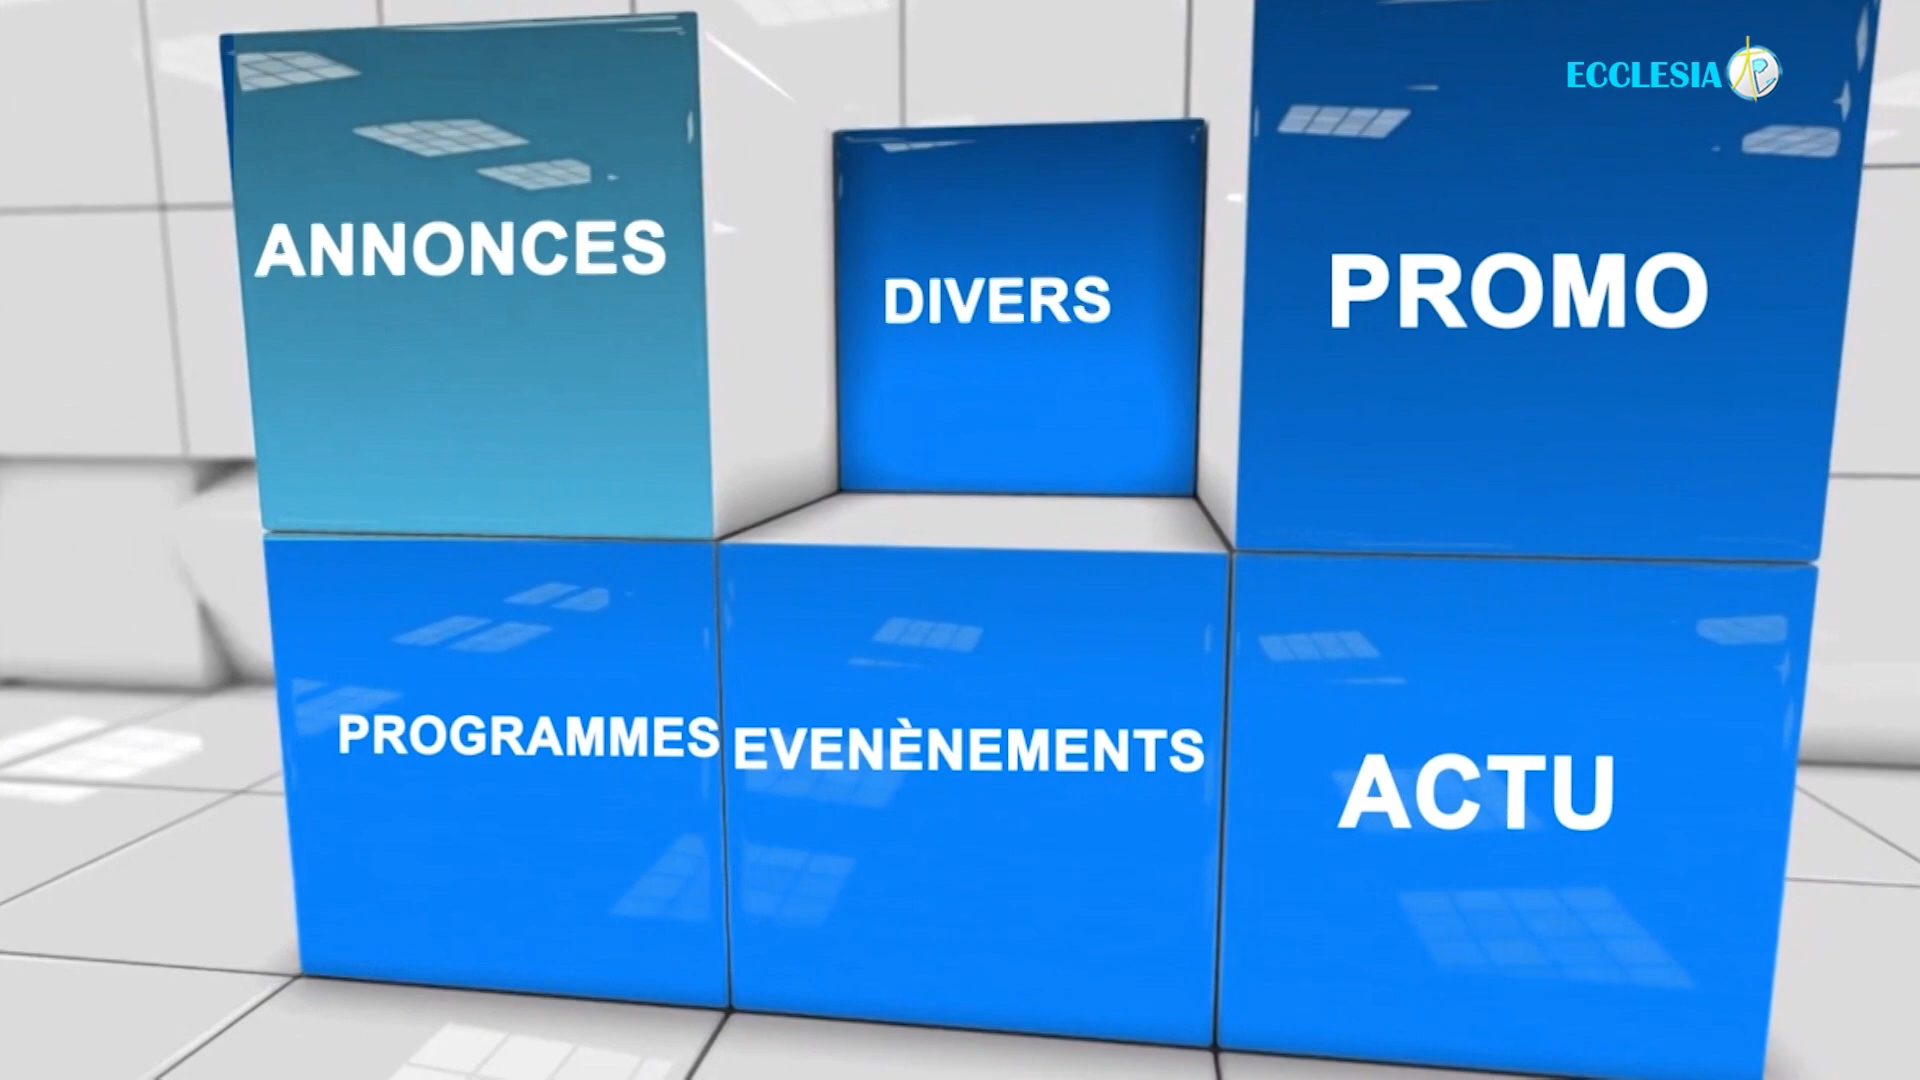 ECCLESIA
ANNONCES
DIVERS
PROMO
PROGRAMMES
EVENÈNEMENTS
ACTU